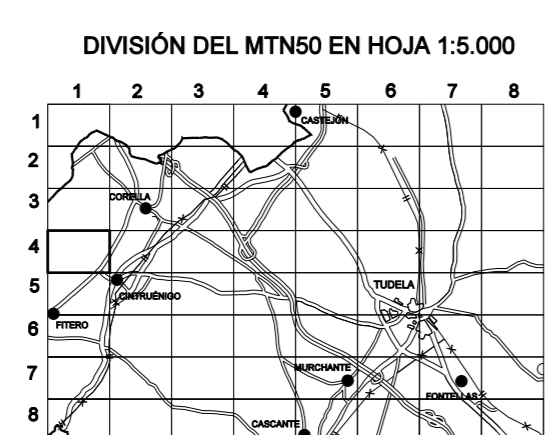 DIVISIÓN DEL MTN50 EN HOJA 1:5.000
1 2 3 4 5 6 7 8
1
CASTEJÓN
2
3
CORELLA
4
5
TUDELA
CINTRUÉNIGO
6
FITERO
7
MURCHANTE
FONTELLAS
8
CASCANTE